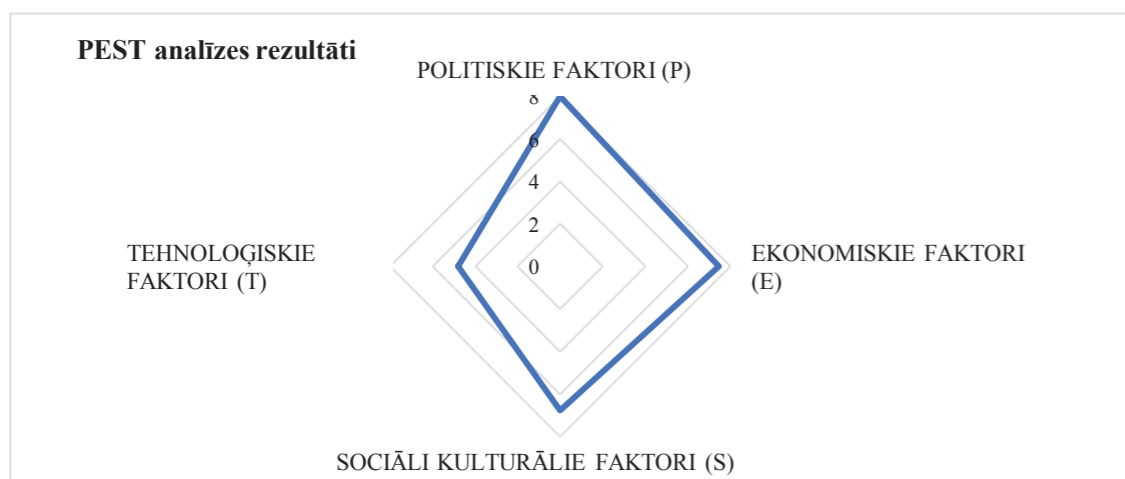 PEST analīzes rezultāti
POLITISKIE FAKTORI (P)
8
6
4
2
0
TEHNOLOĢISKIE
FAKTORI (T)
EKONOMISKIE FAKTORI
(E)
SOCIĀLI KULTURĀLIE FAKTORI (S)